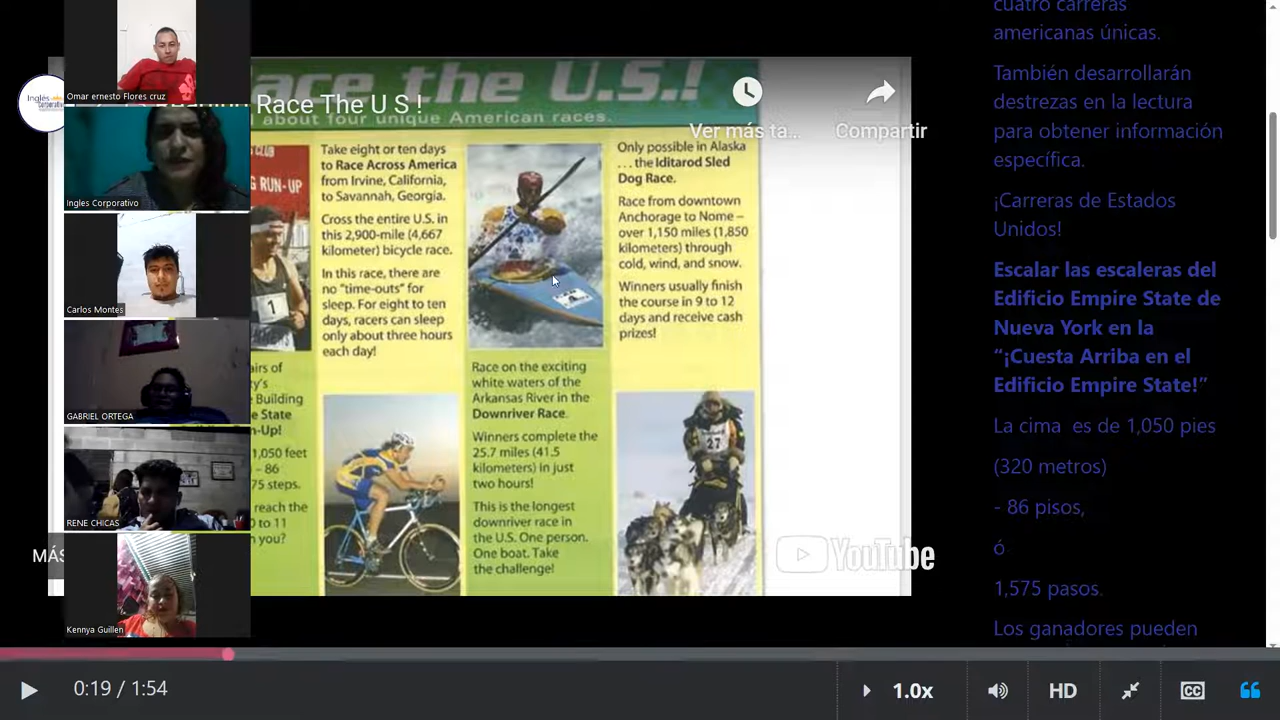 Omar ernesto Flores cruz
Ingles Corporativo
Carlos Montes
GABRIEL ORTEGA
RENE CHICAS
Kennya Guillen
Inglés
Corporativo
Race the U.S.!
Race The U S !
about four unique American races.
Ver más ta...
Compartir
CLUB
RUN-UP
1
airs of
ty's
Building
State
n-Up!
1,050 feet
– 86
75 steps.
reach the
0 to 11
you?
Take eight or ten days
to Race Across America
from Irvine, California,
to Savannah, Georgia.
Cross the entire U.S. in
this 2,900-mile (4,667
kilometer) bicycle race.
In this race, there are
no "time-outs" for
sleep. For eight to ten
days, racers can sleep
only about three hours
each day!
Race on the exciting
white waters of the
Arkansas River in the
Downriver Race.
Winners complete the
25.7 miles (41.5
kilometers) in just
two hours!
This is the longest
downriver race in
the U.S. One person.
One boat. Take
the challenge!
Only possible in Alaska
. . . the Iditarod Sled
Dog Race.
Race from downtown
Anchorage to Nome –
over 1,150 miles (1,850
kilometers) through
cold, wind, and snow.
Winners usually finish
the course in 9 to 12
days and receive cash
prizes!
27
MÁS
YouTube
cuatro carreras
americanas únicas.
También desarrollarán
destrezas en la lectura
para obtener información
específica.
¡Carreras de Estados
Unidos!
Escalar las escaleras del
Edificio Empire State de
Nueva York en la
“¡Cuesta Arriba en el
Edificio Empire State!”
La cima es de 1,050 pies
(320 metros)
- 86 pisos,
ó
1,575 pasos.
Los ganadores pueden
0:19 / 1:54
1.0x
HD
CC